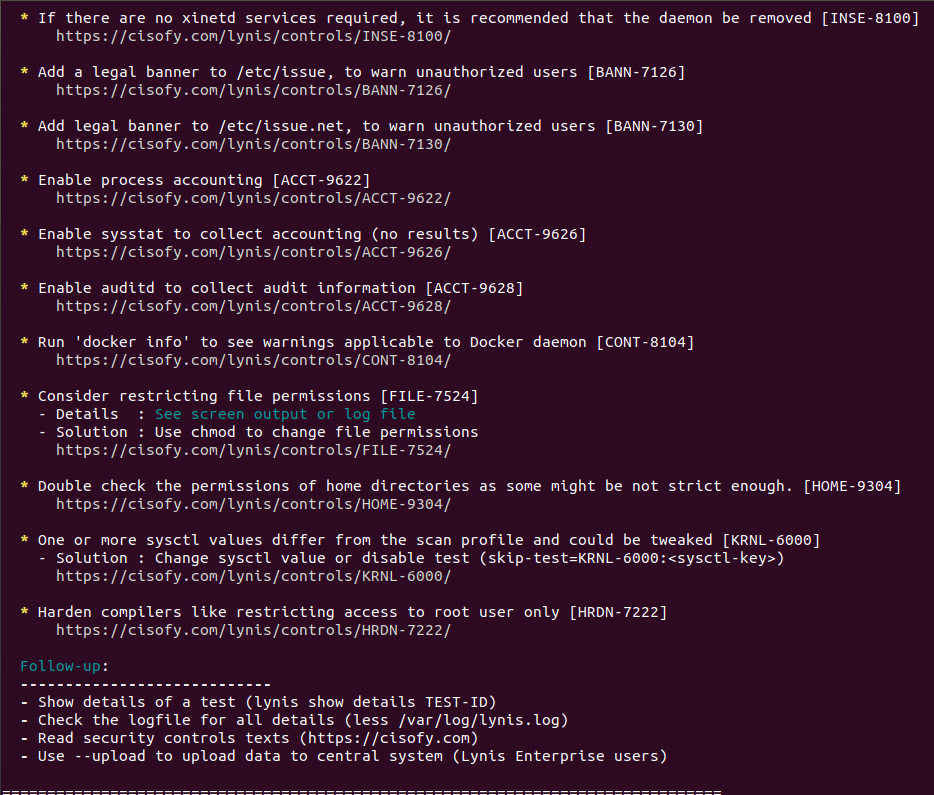 * If there are no xinetd services required, it is recommended that the daemon be removed [INSE-8100]
https://cisofy.com/lynis/controls/INSE-8100/
* Add a legal banner to /etc/issue, to warn unauthorized users [BANN-7126]
https://cisofy.com/lynis/controls/BANN-7126/
* Add legal banner to /etc/issue.net, to warn unauthorized users [BANN-7130]
https://cisofy.com/lynis/controls/BANN-7130/
* Enable process accounting [ACCT-9622]
https://cisofy.com/lynis/controls/ACCT-9622/
* Enable sysstat to collect accounting (no results) [ACCT-9626]
https://cisofy.com/lynis/controls/ACCT-9626/
* Enable auditd to collect audit information [ACCT-9628]
https://cisofy.com/lynis/controls/ACCT-9628/
* Run 'docker info' to see warnings applicable to Docker daemon [CONT-8104]
https://cisofy.com/lynis/controls/CONT-8104/
* Consider restricting file permissions [FILE-7524]
- Details  : See screen output or log file
- Solution : Use chmod to change file permissions
https://cisofy.com/lynis/controls/FILE-7524/
* Double check the permissions of home directories as some might be not strict enough. [HOME-9304]
https://cisofy.com/lynis/controls/HOME-9304/
* One or more sysctl values differ from the scan profile and could be tweaked [KRNL-6000]
- Solution : Change sysctl value or disable test (skip-test=KRNL-6000:<sysctl-key>)
https://cisofy.com/lynis/controls/KRNL-6000/
* Harden compilers like restricting access to root user only [HRDN-7222]
https://cisofy.com/lynis/controls/HRDN-7222/
Follow-up:
----------------------------
- Show details of a test (lynis show details TEST-ID)
- Check the logfile for all details (less /var/log/lynis.log)
- Read security controls texts (https://cisofy.com)
- Use --upload to upload data to central system (Lynis Enterprise users)
================================================================================